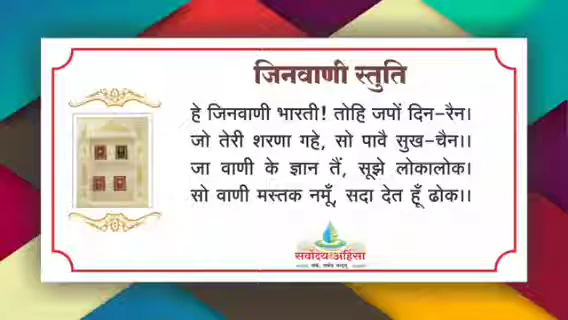 जिनवाणी स्तुति
हे जिनवाणी भारती! तोहि जपों दिन-रैन।
जो तेरी शरणा गहे, सो पावै सुख-चैन।।
जा वाणी के ज्ञान तैं, सूझे लोकालोक।
सो वाणी मस्तक नमूँ, सदा देत हूँ ढोक।।
सर्वोदय अहिंसा